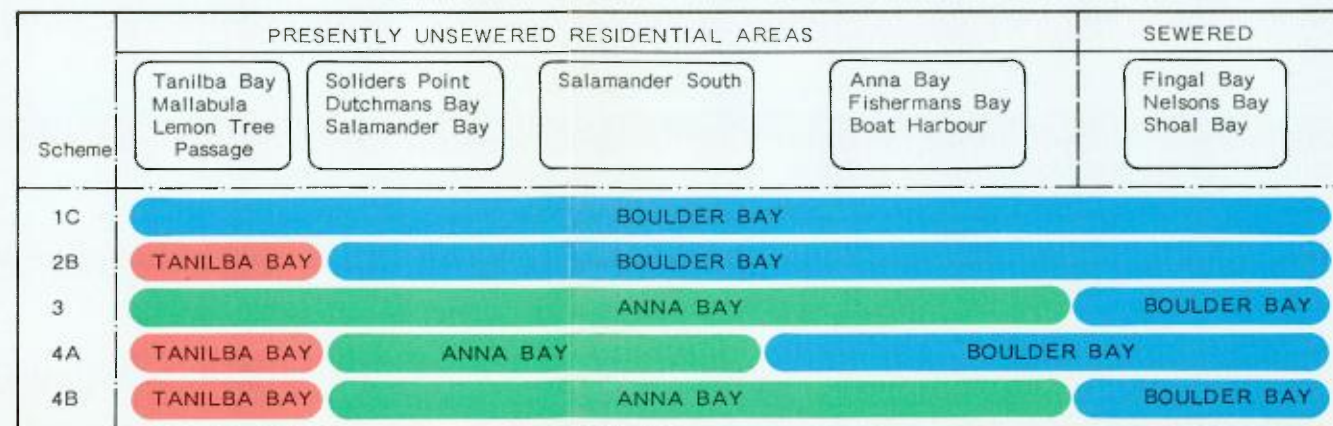 PRESENTLY UNSEWERED RESIDENTIAL AREAS SEWERED
Scheme
Tanilba Bay
Mallabula
Lemon Tree
Passage
Soliders Point
Dutchmans Bay
Salamander Bay
Salamander South
Anna Bay
Fishermans Bay
Boat Harbour
Fingal Bay
Nelsons Bay
Shoal Bay
1C BOULDER BAY
2B TANILBA BAY BOULDER BAY
3 ANNA BAY BOULDER BAY
4A TANILBA BAY ANNA BAY BOULDER BAY
4B TANILBA BAY ANNA BAY BOULDER BAY